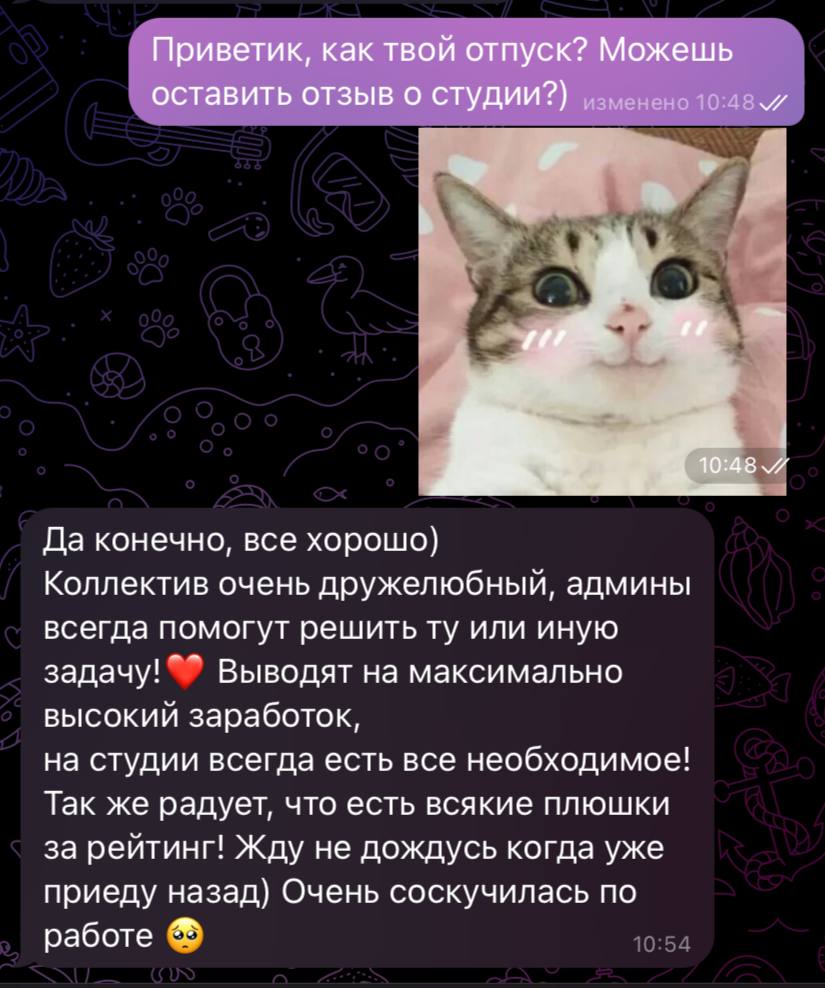 Приветик, как твой отпуск? Можешь
оставить отзыв о студии?) изменено 10:48
10:48
Да конечно, все хорошо)
Коллектив очень дружелюбный, админы
всегда помогут решить ту или иную
задачу!❤️ Выводят на максимально
высокий заработок,
на студии всегда есть все необходимое!
Так же радует, что есть всякие плюшки
за рейтинг! Жду не дождусь когда уже
приеду назад) Очень соскучилась по
работе 🥺 10:54